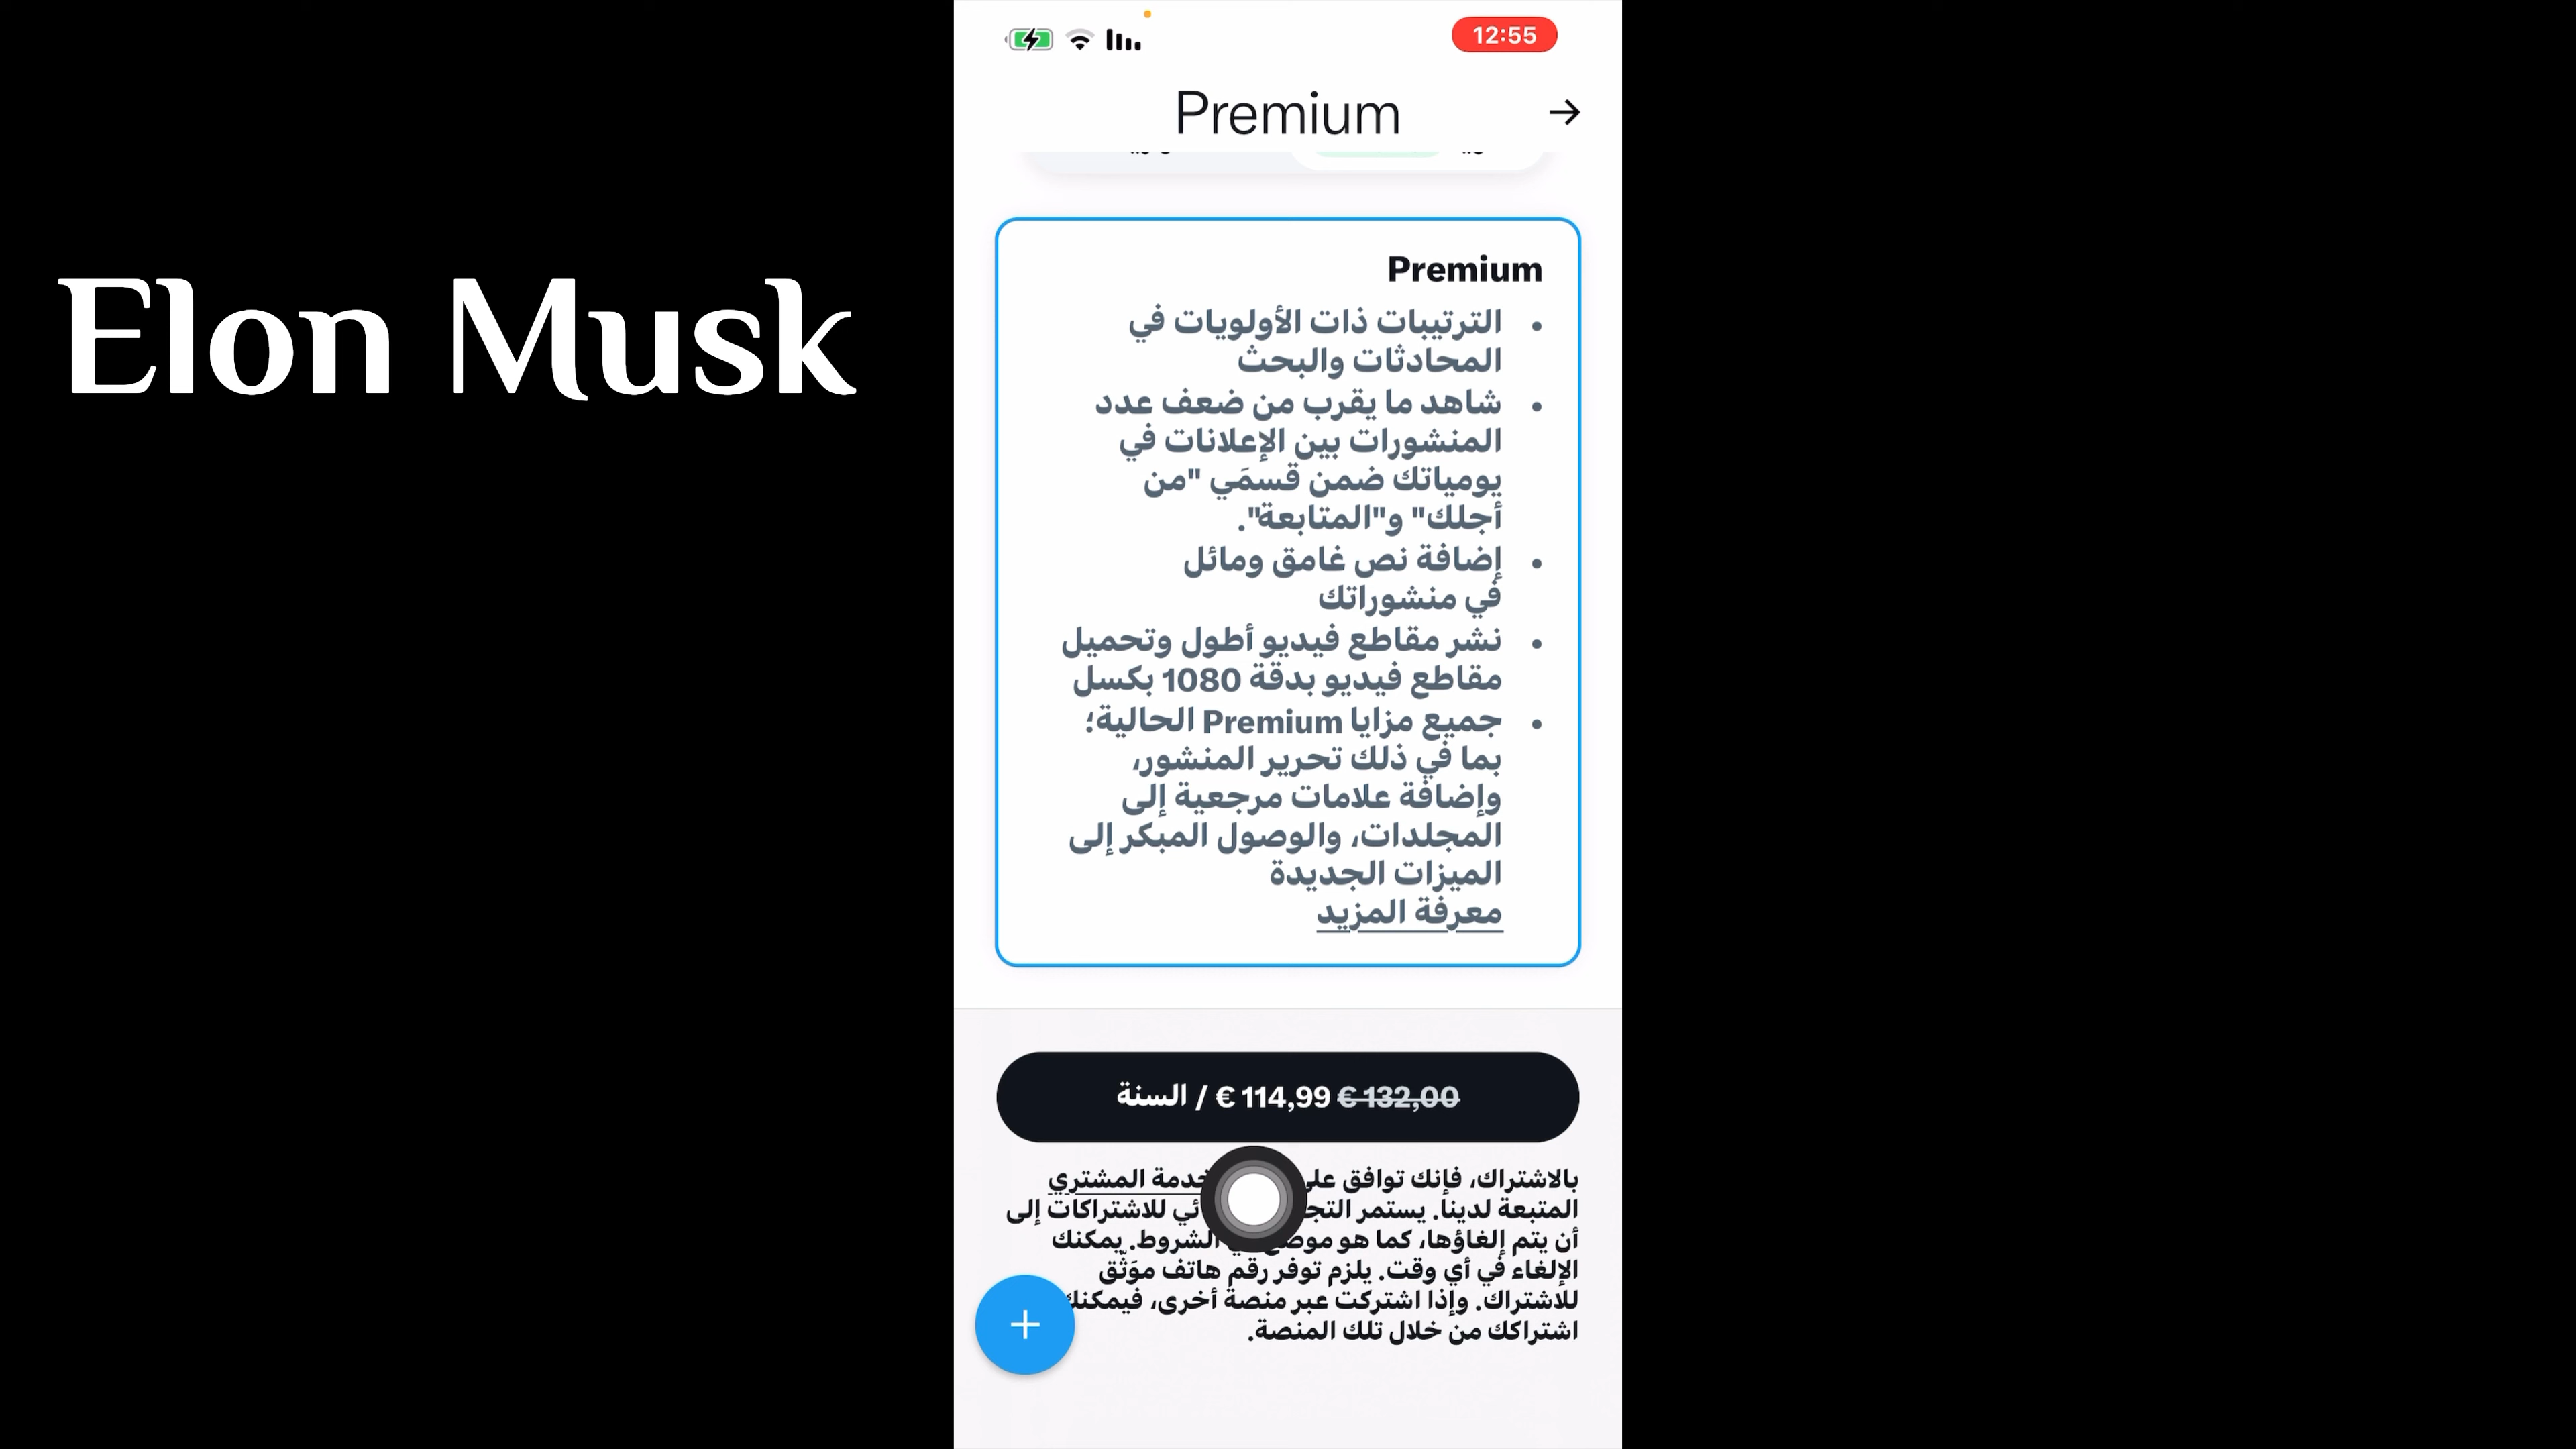 12:55
Premium
Elon Musk
Premium
• الترتيبات ذات الأولويات في
المحادثات والبحث
• شاهد ما يقرب من ضعف عدد
المنشورات بين الإعلانات في
يومياتك ضمن قسمَي "من
أجلك" و"المتابعة".
• إضافة نص غامق ومائل
في منشوراتك
• نشر مقاطع فيديو أطول وتحميل
مقاطع فيديو بدقة 1080 بكسل
• جميع مزايا Premium الحالية؛
بما في ذلك تحرير المنشور،
وإضافة علامات مرجعية إلى
المجلدات، والوصول المبكر إلى
الميزات الجديدة
معرفة المزيد
132,00 € 114,99 € / السنة
بالاشتراك، فإنك توافق على المشتري
المتبعة لدينا. يستمر للاشتراكات إلى
أن يتم إلغاؤها، كما هو الشروط. يمكنك
الإلغاء في أي وقت. يلزم توفر رقم هاتف موَثّق
للاشتراك. وإذا اشتركت عبر منصة أخرى، فيمكنك
اشتراكك من خلال تلك المنصة.